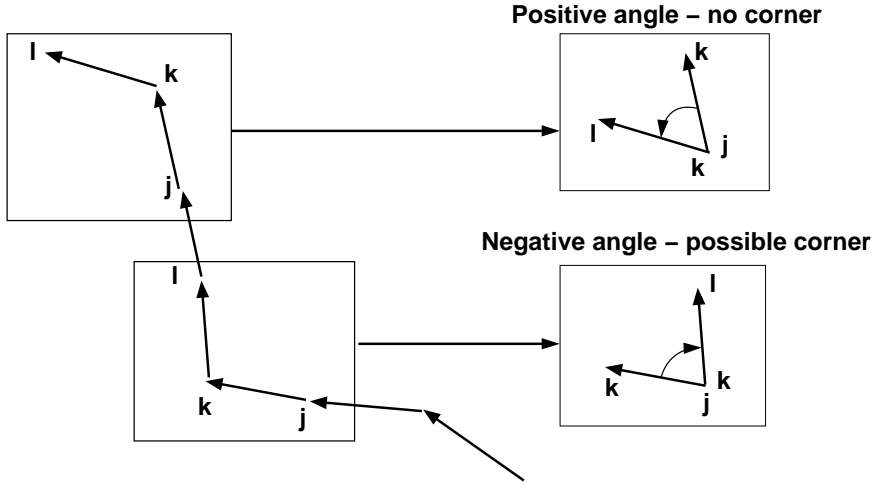 Positive angle – no corner
l
k
j
k
l
j
k
Negative angle – possible corner
l
k
j
l
k
k
j